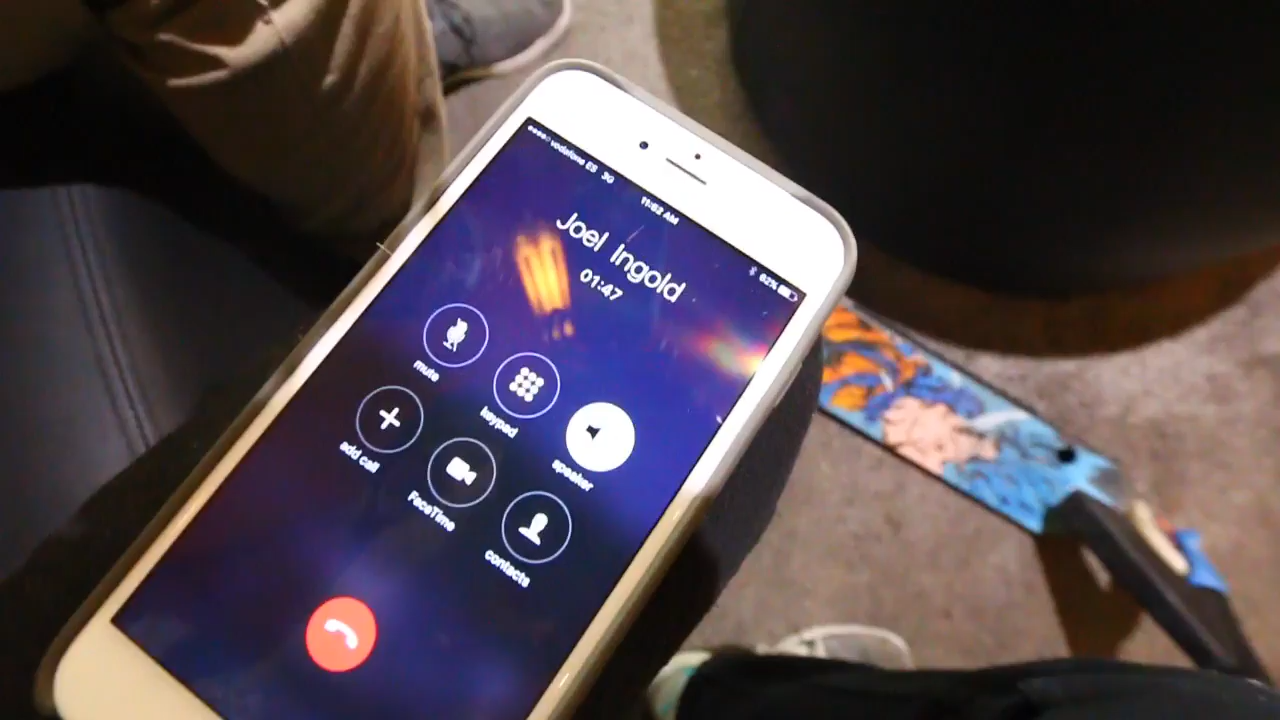 vodafone ES 3G
11:52 AM
62%
Joel Ingold
01:47
mute
keypad
speaker
add call
FaceTime
contacts